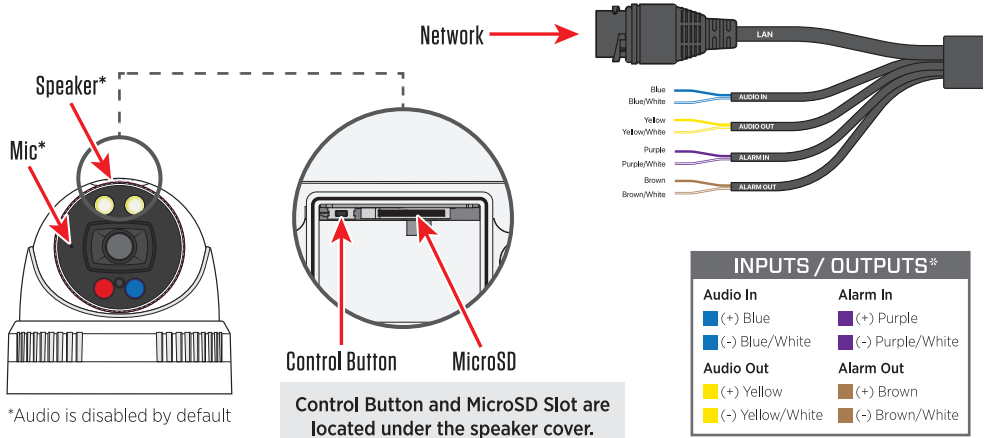 Network
LAN
Speaker*
Mic*
Blue
Blue/White
AUDIO IN
Yellow
Yellow/White
AUDIO OUT
Purple
Purple/White
ALARM IN
Brown
Brown/White
ALARM OUT
Control Button
MicroSD
*Audio is disabled by default
Control Button and MicroSD Slot are
located under the speaker cover.
INPUTS / OUTPUTS*
Audio In
(+) Blue
(-) Blue/White
Alarm In
(+) Purple
(-) Purple/White
Audio Out
(+) Yellow
(-) Yellow/White
Alarm Out
(+) Brown
(-) Brown/White